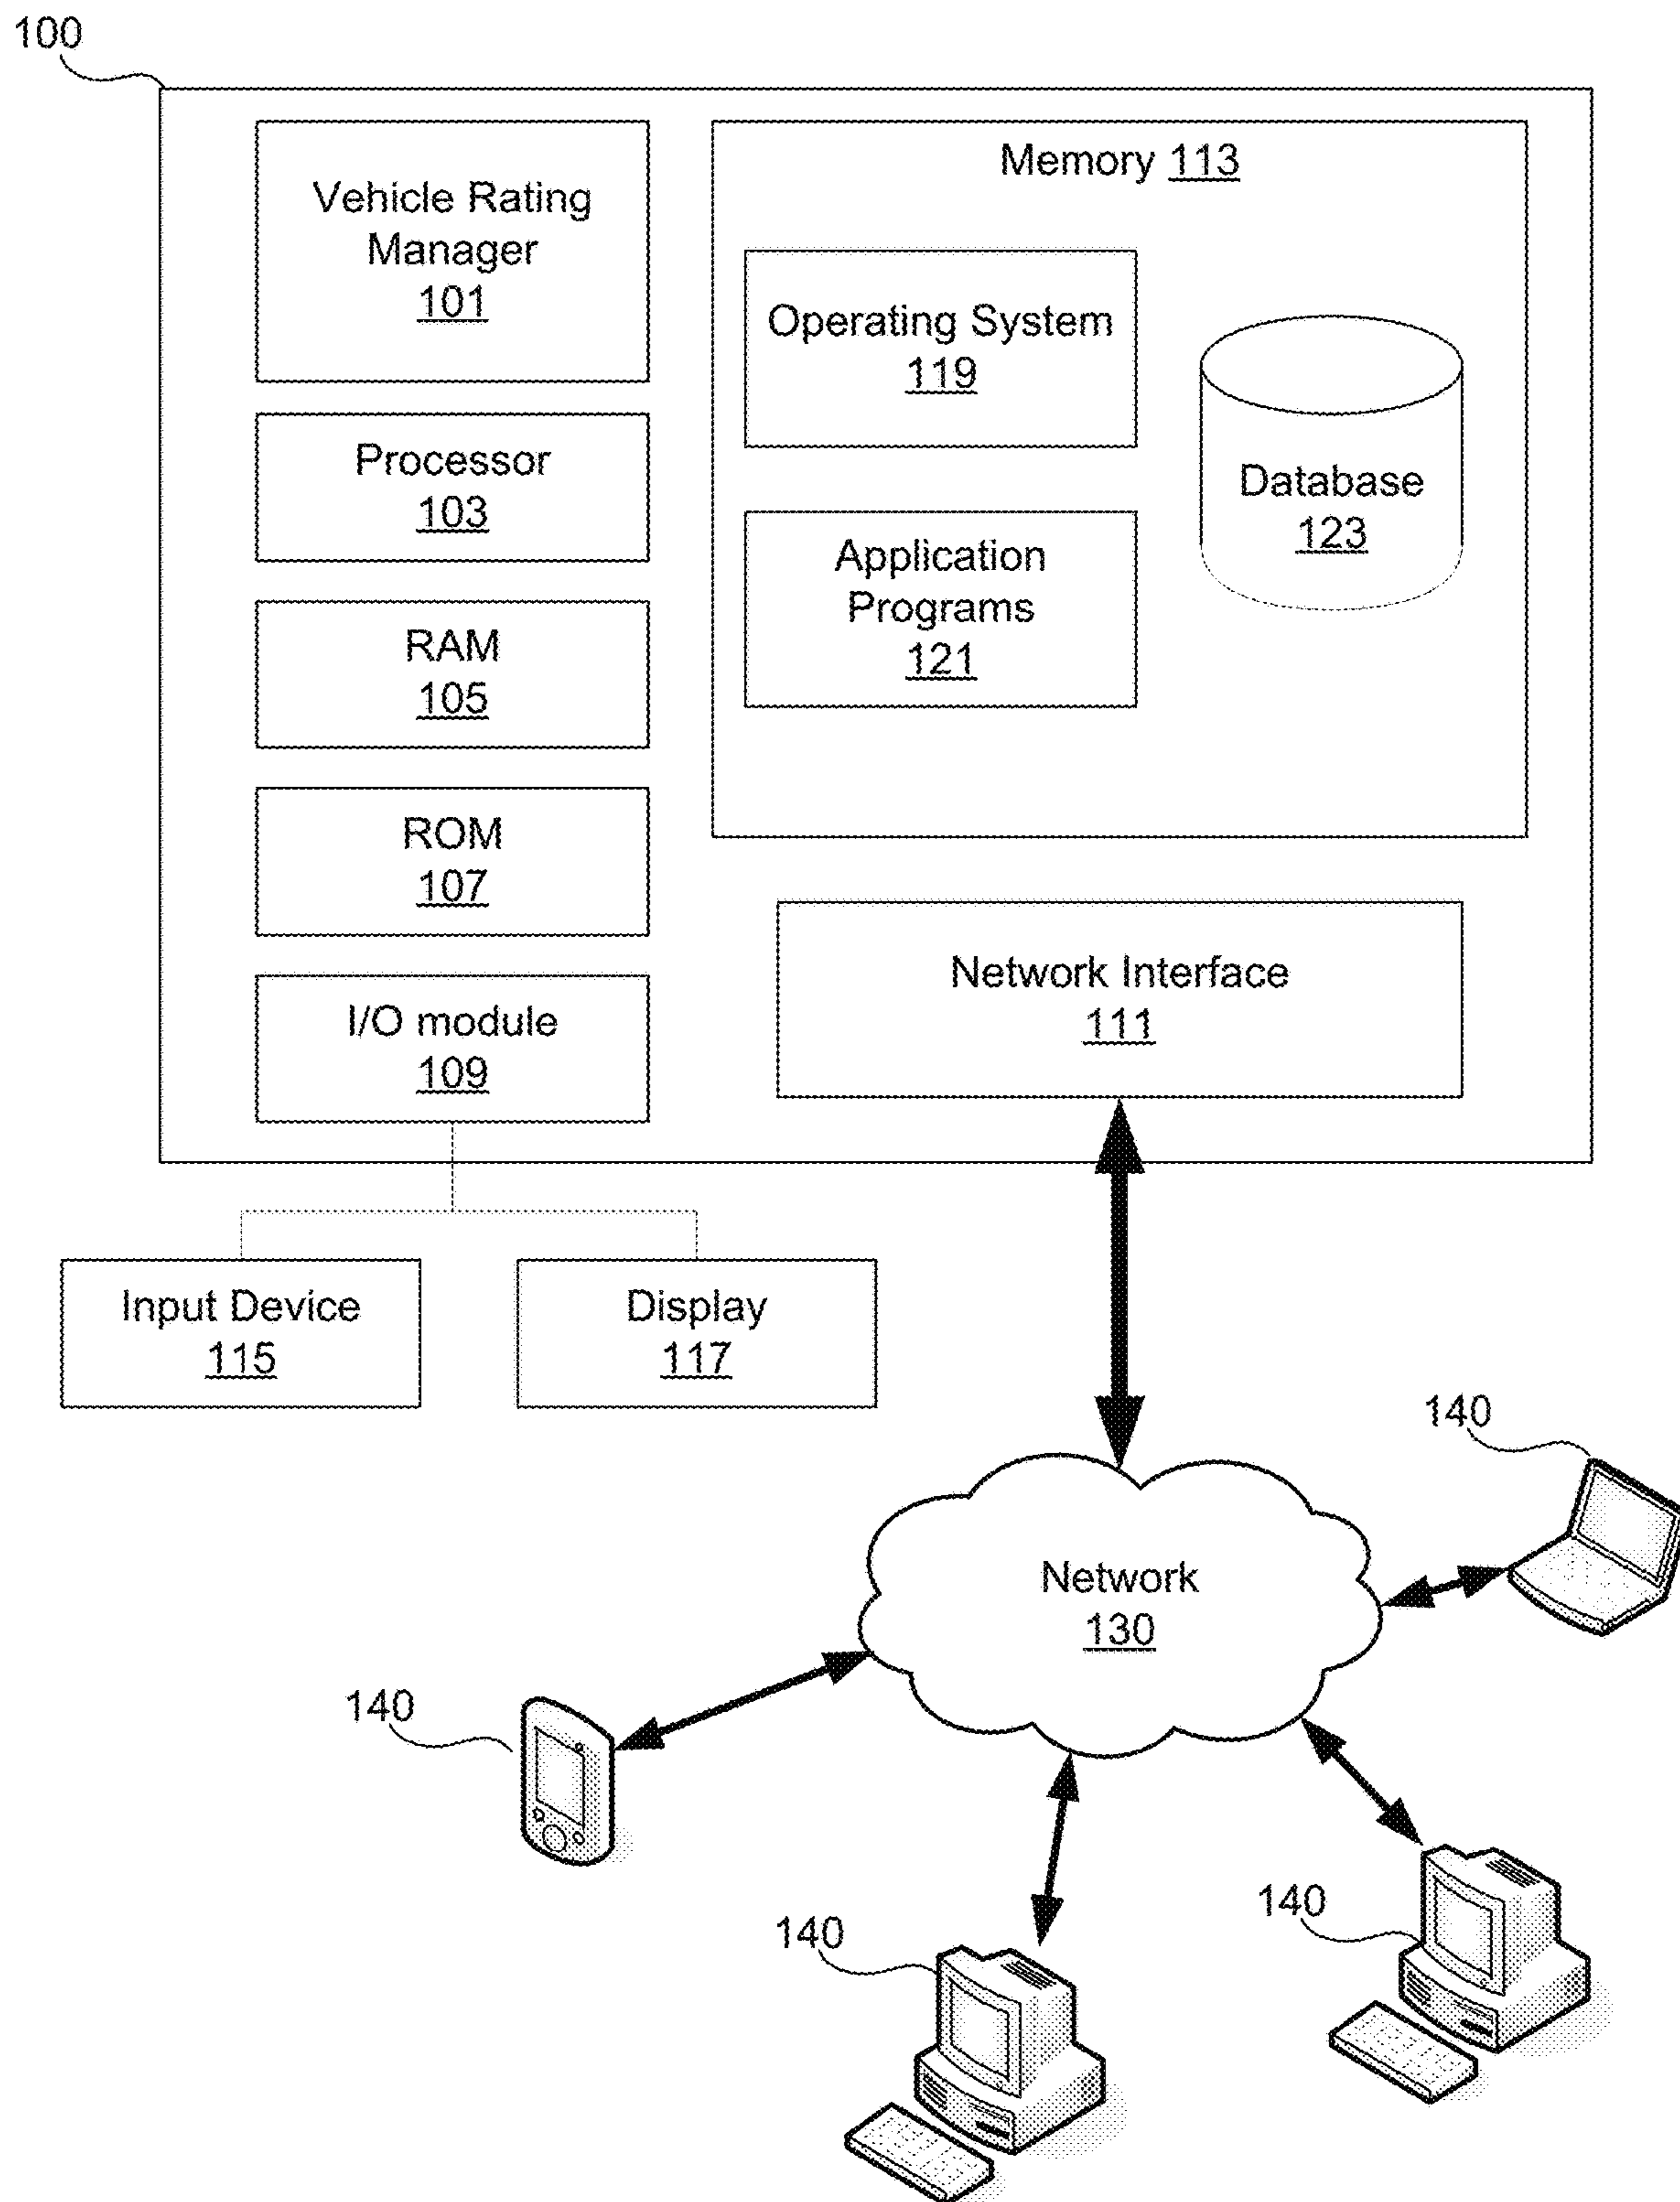 100
Vehicle Rating
Manager
101
Processor
103
RAM
105
ROM
107
I/O module
109
Memory 113
Operating System
119
Application
Programs
121
Database
123
Network Interface
111
Input Device
115
Display
117
Network
130
140
140
140
140